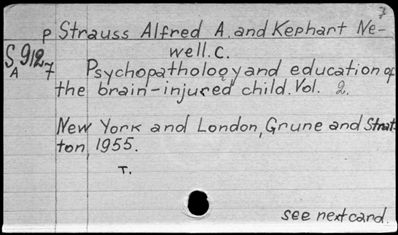 7
P Strauss Alfred A. and Kephart Ne-
well. C.
S 912
A 7
Psychopathology and education of
the brain-injured child. Vol. 2.
New York and London, Grune and Strat-
ton, 1955.
T.
see next card.